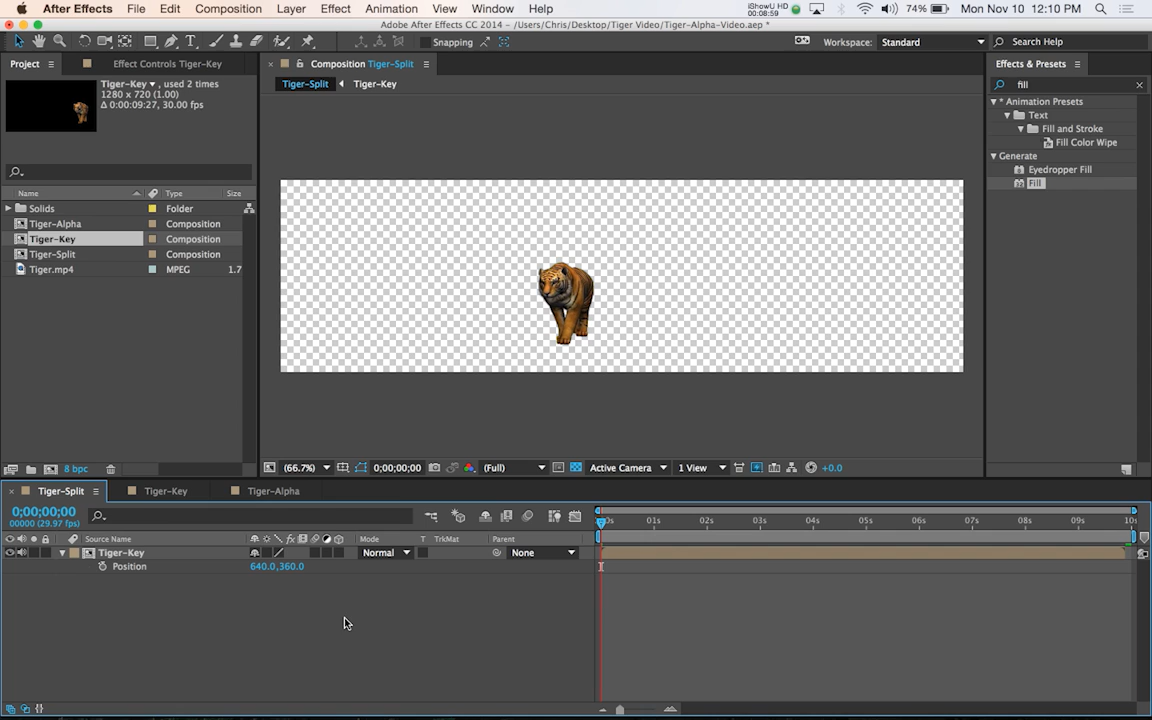 After Effects File Edit Composition Layer Effect Animation View Window Help iShowU HD 00:08:59 74% Mon Nov 10 12:10 PM
Adobe After Effects CC 2014 - /Users/Chris/Desktop/Tiger Video/Tiger-Alpha-Video.aep *
Snapping Workspace: Standard Search Help
Project Effect Controls Tiger-Key Composition Tiger-Split Effects & Presets
Tiger-Key , used 2 times Tiger-Split Tiger-Key fill
1280 x 720 (1.00)
Δ 0:00:09:27, 30.00 fps
* Animation Presets
Text
Fill and Stroke
Fill Color Wipe
Generate
Eyedropper Fill
Fill
Name Type Size
Solids Folder
Tiger-Alpha Composition
Tiger-Key Composition
Tiger-Split Composition
Tiger.mp4 MPEG 1.7
8 bpc (66.7%) 0;00;00;00 (Full) Active Camera 1 View +0.0
Tiger-Split Tiger-Key Tiger-Alpha
0;00;00;00
00000 (29.97 fps)
00s 01s 02s 03s 04s 05s 06s 07s 08s 09s 10s
Source Name Mode T TrkMat Parent
Tiger-Key Normal None
Position 640.0,360.0